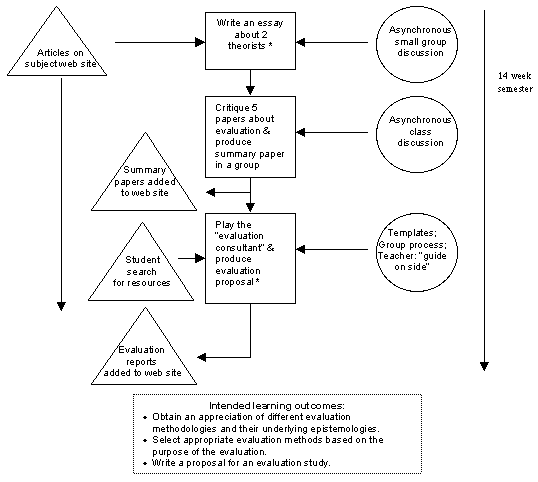 Articles on
subject web site
Write an essay
about 2
theorists *
Asynchronous
small group
discussion
14 week
semester
Critique 5
papers about
evaluation &
produce
summary paper
in a group
Asynchronous
class
discussion
Summary
papers added
to web site
Play the
"evaluation
consultant" &
produce
evaluation
proposal *
Templates;
Group process;
Teacher: "guide
on side"
Student
search
for resources
Evaluation
reports
added to web site
Intended learning outcomes:
• Obtain an appreciation of different evaluation
methodologies and their underlying epistemologies.
• Select appropriate evaluation methods based on the
purpose of the evaluation.
• Write a proposal for an evaluation study.